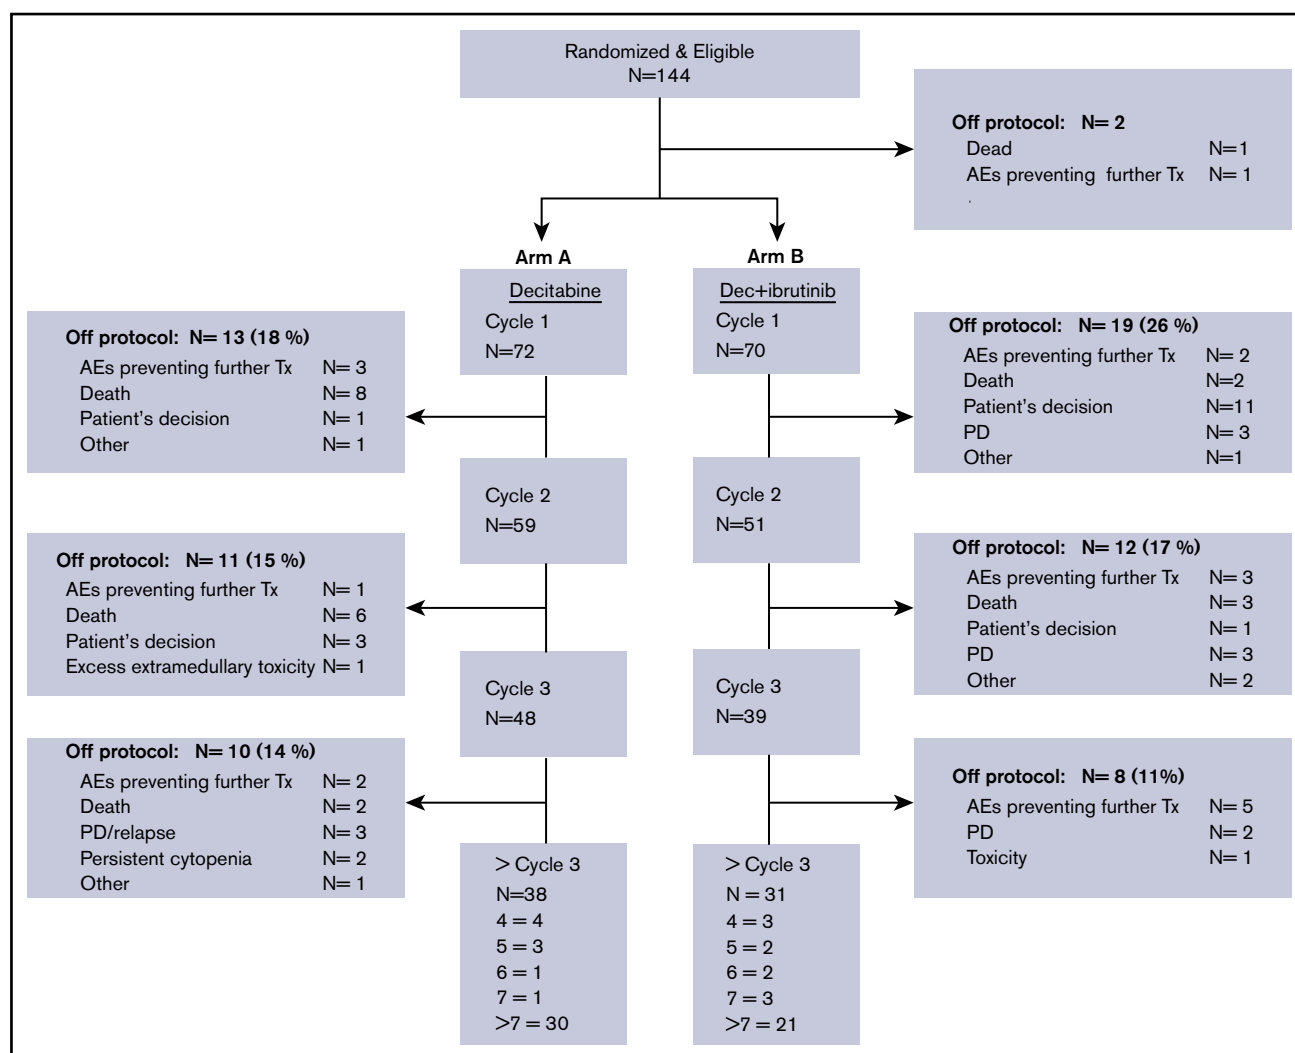 Randomized & Eligible
N=144
Off protocol: N= 2
Dead N=1
AEs preventing further Tx N= 1
Arm A
Decitabine
Cycle 1
N=72
Arm B
Dec+ibrutinib
Cycle 1
N=70
Off protocol: N= 13 (18 %)
AEs preventing further Tx N= 3
Death N= 8
Patient's decision N= 1
Other N= 1
Off protocol: N= 19 (26 %)
AEs preventing further Tx N= 2
Death N=2
Patient's decision N=11
PD N= 3
Other N=1
Cycle 2
N=59
Cycle 2
N=51
Off protocol: N= 11 (15 %)
AEs preventing further Tx N= 1
Death N= 6
Patient's decision N= 3
Excess extramedullary toxicity N= 1
Off protocol: N= 12 (17 %)
AEs preventing further Tx N= 3
Death N= 3
Patient's decision N= 1
PD N= 3
Other N= 2
Cycle 3
N=48
Cycle 3
N=39
Off protocol: N= 10 (14 %)
AEs preventing further Tx N= 2
Death N= 2
PD/relapse N= 3
Persistent cytopenia N= 2
Other N= 1
Off protocol: N= 8 (11%)
AEs preventing further Tx N= 5
PD N= 2
Toxicity N= 1
> Cycle 3
N=38
4 = 4
5 = 3
6 = 1
7 = 1
>7 = 30
> Cycle 3
N = 31
4 = 3
5 = 2
6 = 2
7 = 3
>7 = 21